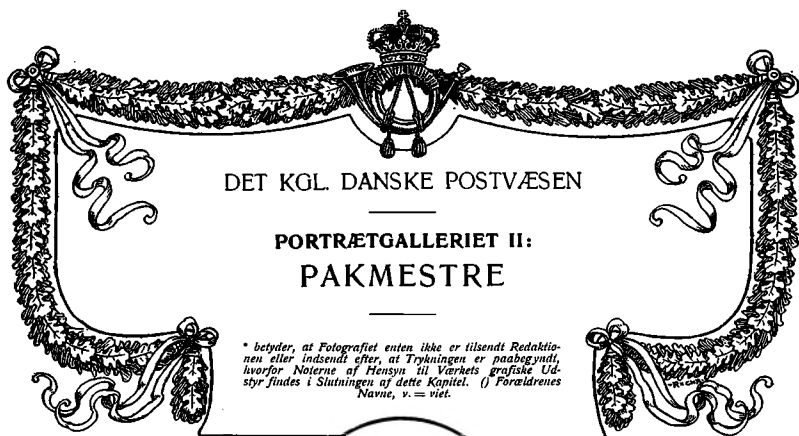 DET KGL. DANSKE POSTVÆSEN
PORTRÆTGALLERIET II:
PAKMESTRE
* betyder, at Fotografiet enten ikke er tilsendt Redaktio-
nen eller indsendt efter, at Trykningen er paabegyndt,
hvorfor Noterne af Hensyn til Værkets grafiske Ud-
styr findes i Slutningen af dette Kapitel. () Forældrenes
Navne, v. = viet.